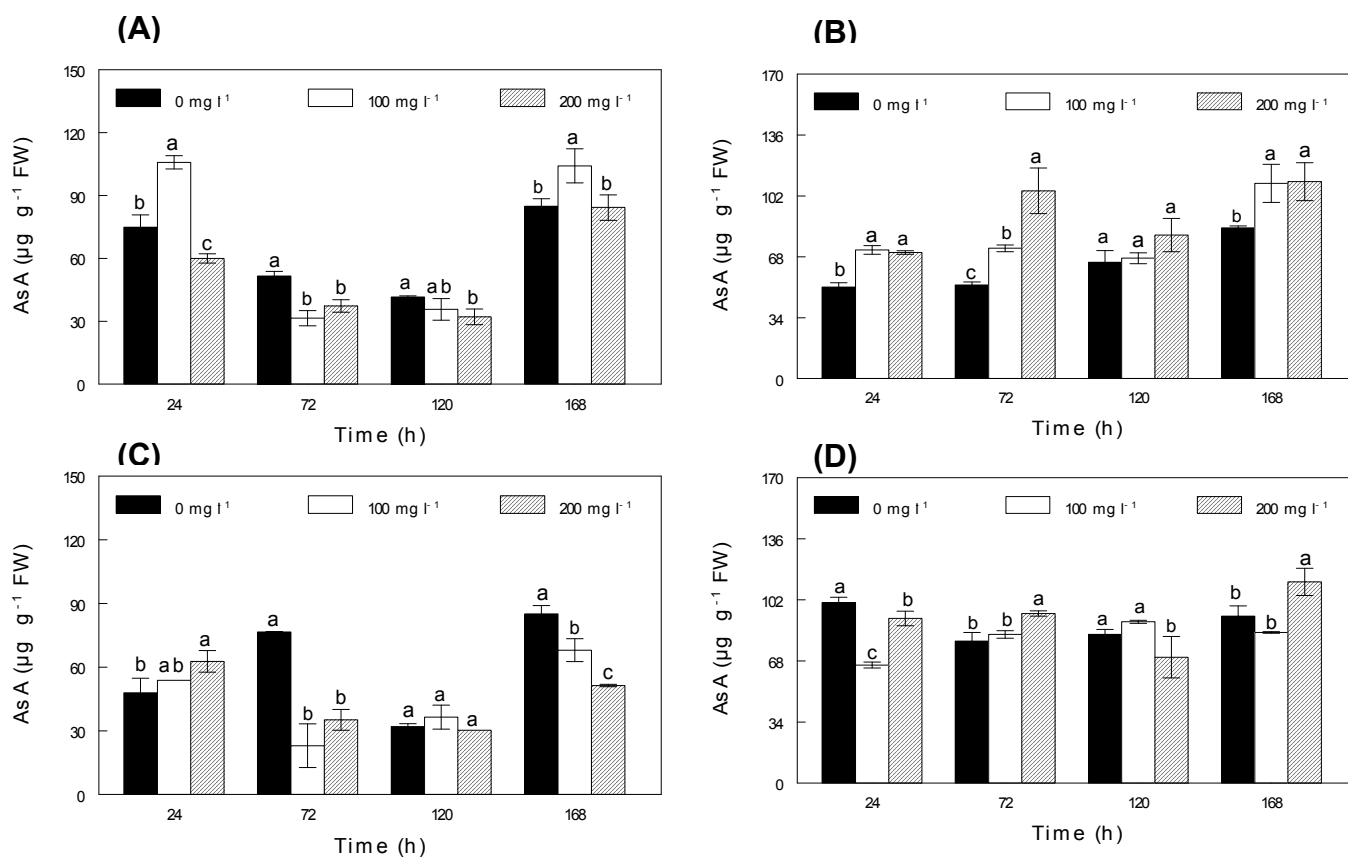 (A)
150
120
90
60
30
0
AsA (µg g⁻¹ FW)
0 mg l⁻¹ 100 mg l⁻¹ 200 mg l⁻¹
b a c
a b b
a ab b
b a b
24 72 120 168
Time (h)
(B)
170
136
102
68
34
0
AsA (µg g⁻¹ FW)
0 mg l⁻¹ 100 mg l⁻¹ 200 mg l⁻¹
b a a
c b a
a a a
b a a
24 72 120 168
Time (h)
(C)
150
120
90
60
30
0
AsA (µg g⁻¹ FW)
0 mg l⁻¹ 100 mg l⁻¹ 200 mg l⁻¹
b ab a
a b b
a a a
a b c
24 72 120 168
Time (h)
(D)
170
136
102
68
34
0
AsA (µg g⁻¹ FW)
0 mg l⁻¹ 100 mg l⁻¹ 200 mg l⁻¹
a c b
b b a
a a b
b b a
24 72 120 168
Time (h)